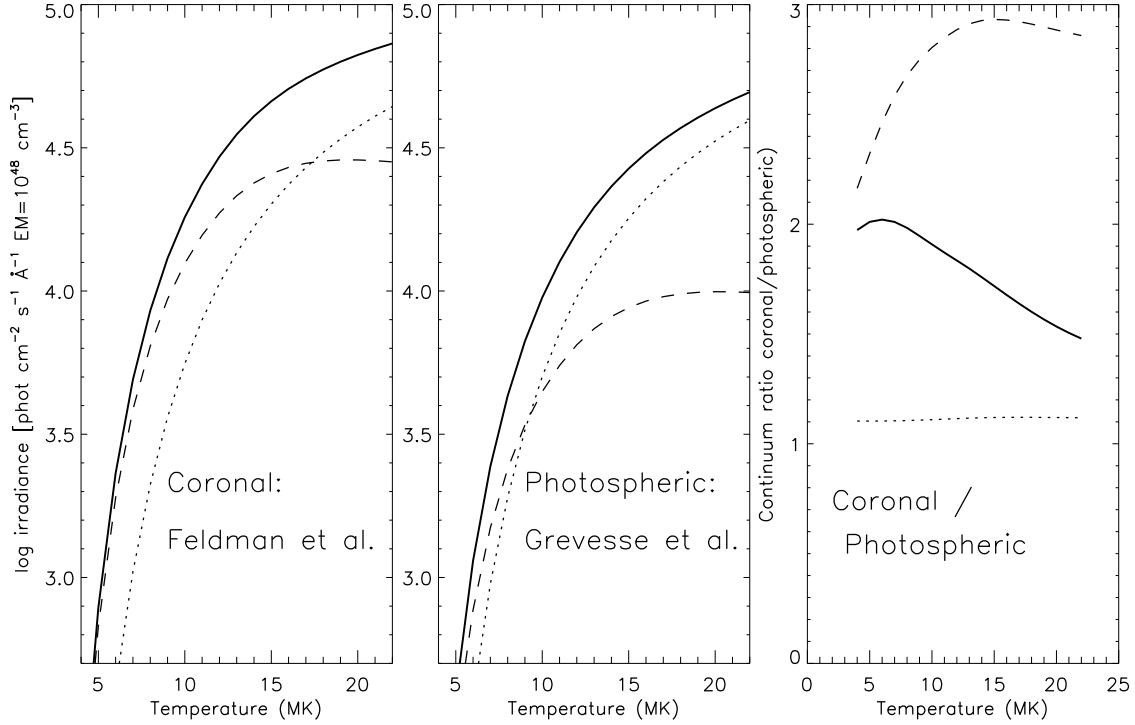 log irradiance [phot cm⁻² s⁻¹ Å⁻¹ EM=10⁴⁸ cm⁻³]
5.0
4.5
4.0
3.5
3.0
Coronal:
Feldman et al.
5 10 15 20
Temperature (MK)
5.0
4.5
4.0
3.5
3.0
Photospheric:
Grevesse et al.
5 10 15 20
Temperature (MK)
Continuum ratio coronal/photospheric)
3
2
1
0
Coronal /
Photospheric
0 5 10 15 20 25
Temperature (MK)